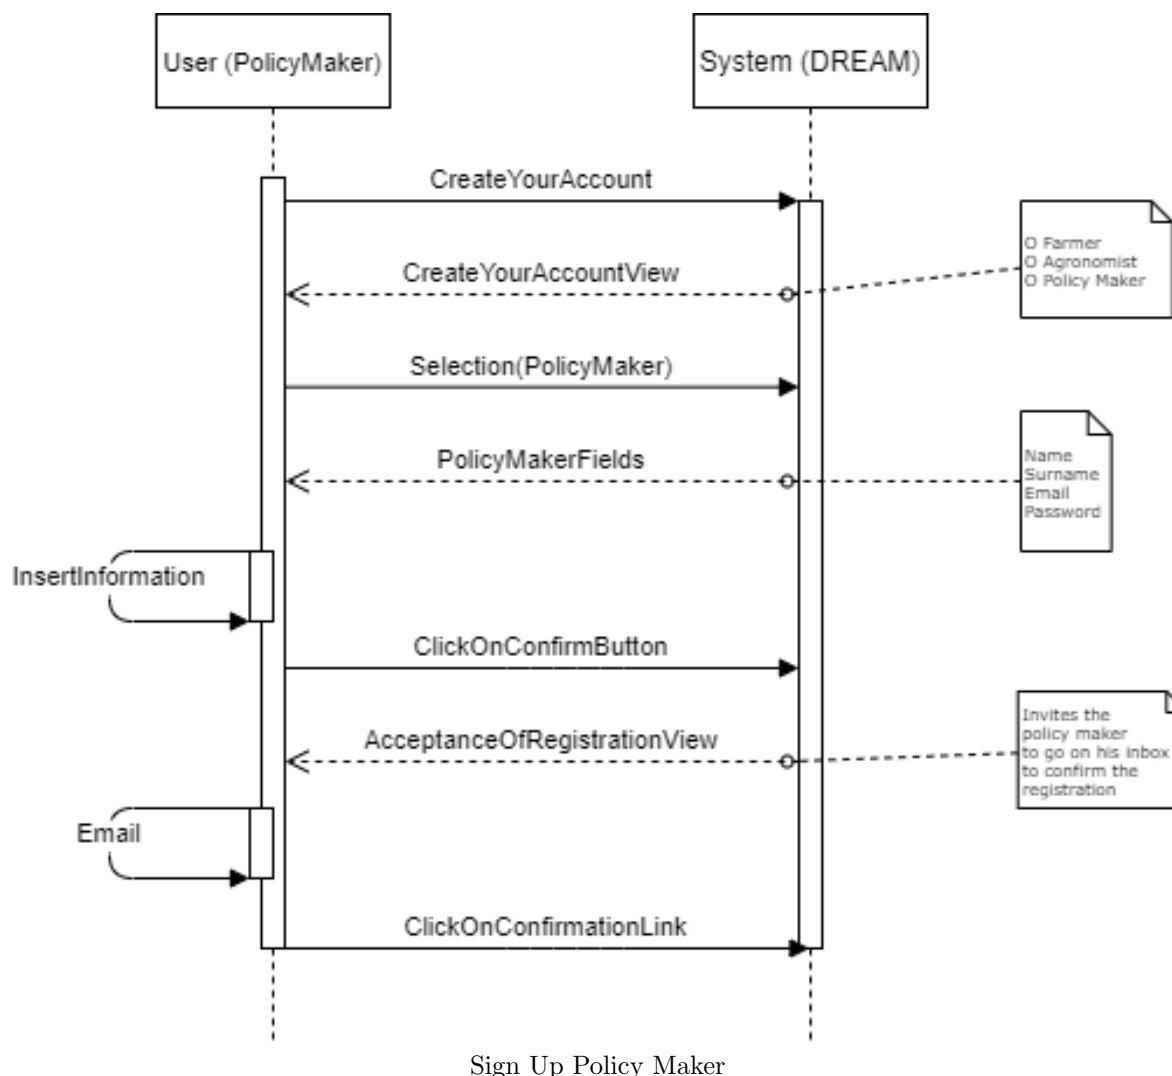 User (PolicyMaker)
System (DREAM)
CreateYourAccount
O Farmer
O Agronomist
O Policy Maker
CreateYourAccountView
Selection(PolicyMaker)
PolicyMakerFields
Name
Surname
Email
Password
InsertInformation
ClickOnConfirmButton
AcceptanceOfRegistrationView
Invites the
policy maker
to go on his inbox
to confirm the
registration
Email
ClickOnConfirmationLink
Sign Up Policy Maker